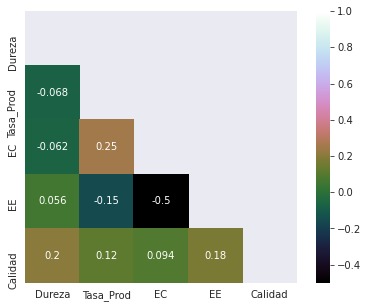 Dureza
Tasa_Prod
EC
EE
Calidad
-0.068
-0.062 0.25
0.056 -0.15 -0.5
0.2 0.12 0.094 0.18
Dureza Tasa_Prod EC EE Calidad
1.0
0.8
0.6
0.4
0.2
0.0
−0.2
−0.4